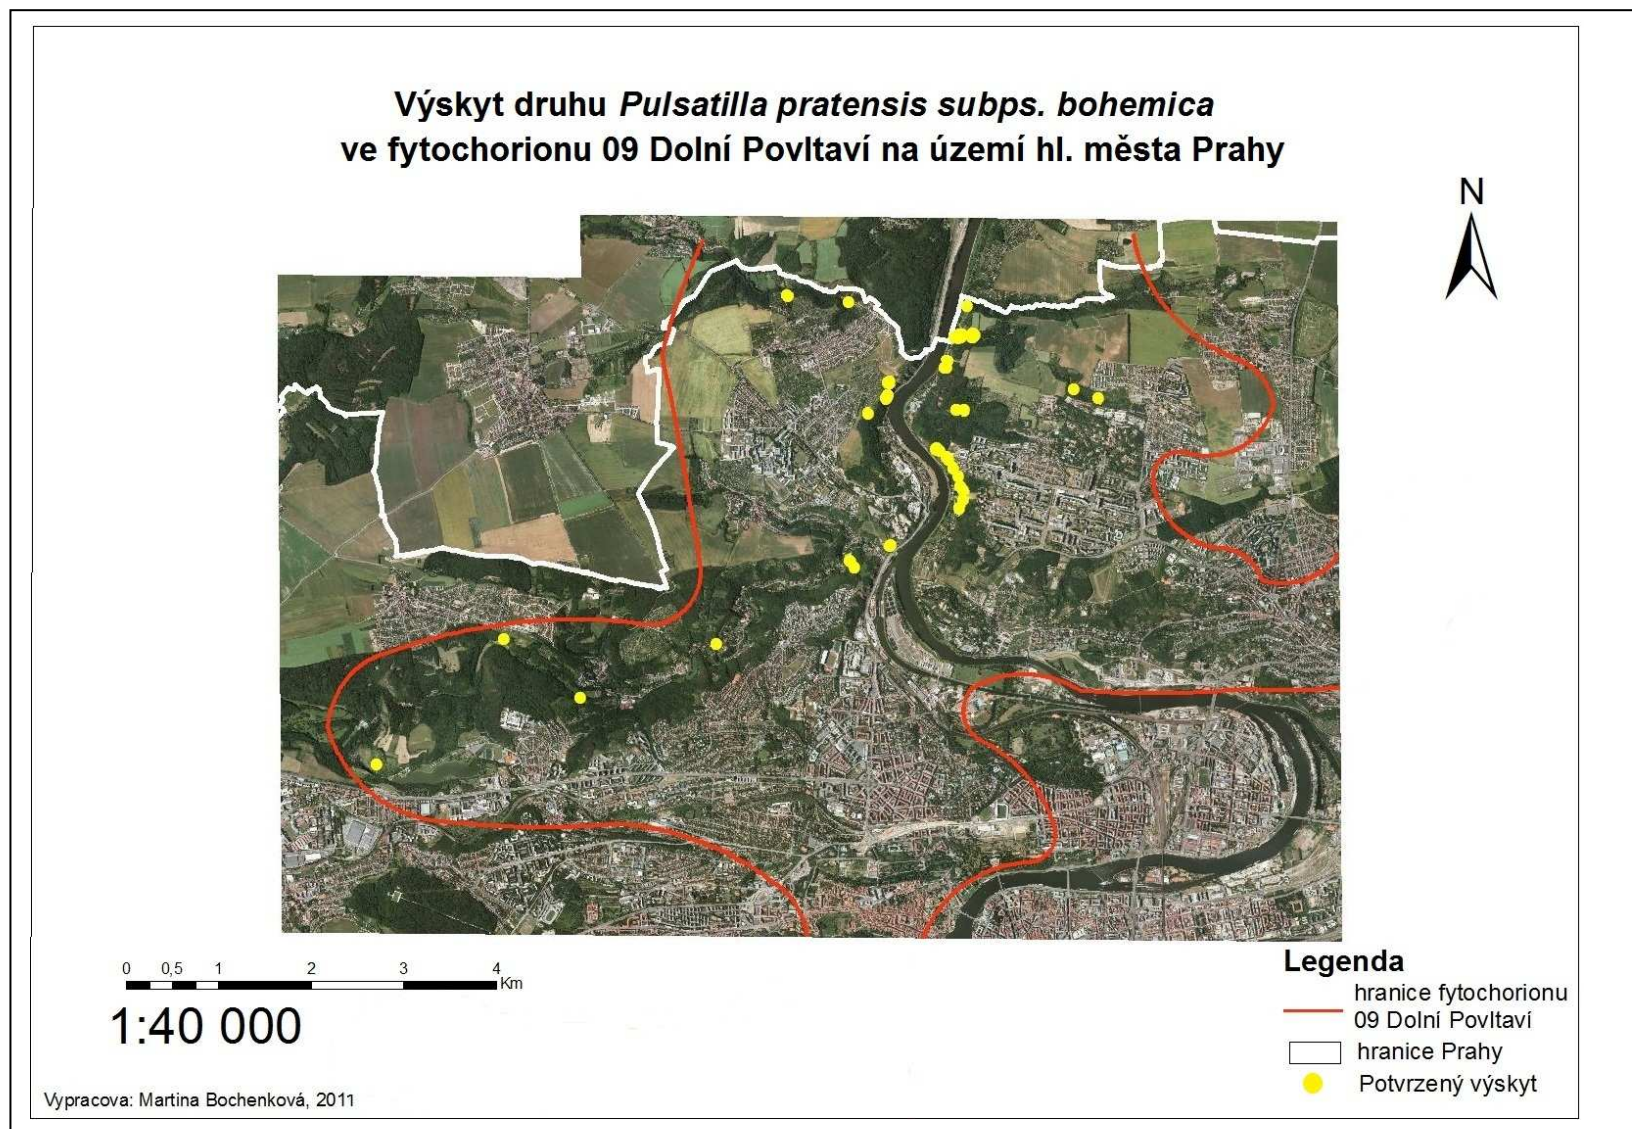 Výskyt druhu Pulsatilla pratensis subps. bohemica
ve fytochorionu 09 Dolní Povltaví na území hl. města Prahy
N
0 0,5 1 2 3 4
Km
1:40 000
Legenda
hranice fytochorionu
09 Dolní Povltaví
hranice Prahy
Potvrzený výskyt
Vypracova: Martina Bochenková, 2011